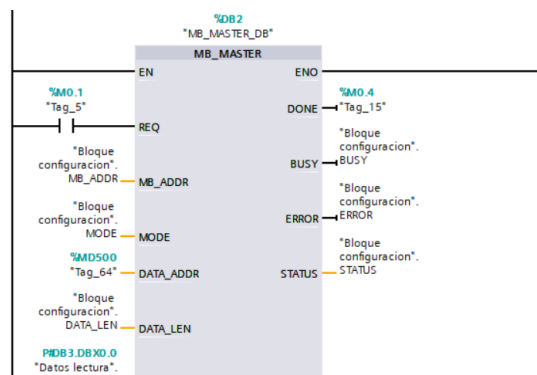 %DB2
"MB_MASTER_DB"
MB_MASTER
EN
ENO
%M0.1
"Tag_5"
REQ
%M0.4
DONE
"Tag_15"
"Bloque
configuracion".
MB_ADDR
MB_ADDR
"Bloque
configuracion".
BUSY
BUSY
"Bloque
configuracion".
MODE
MODE
"Bloque
configuracion".
ERROR
ERROR
%MD500
"Tag_64"
DATA_ADDR
"Bloque
configuracion".
STATUS
STATUS
"Bloque
configuracion".
DATA_LEN
DATA_LEN
P#DB3.DBX0.0
"Datos lectura".